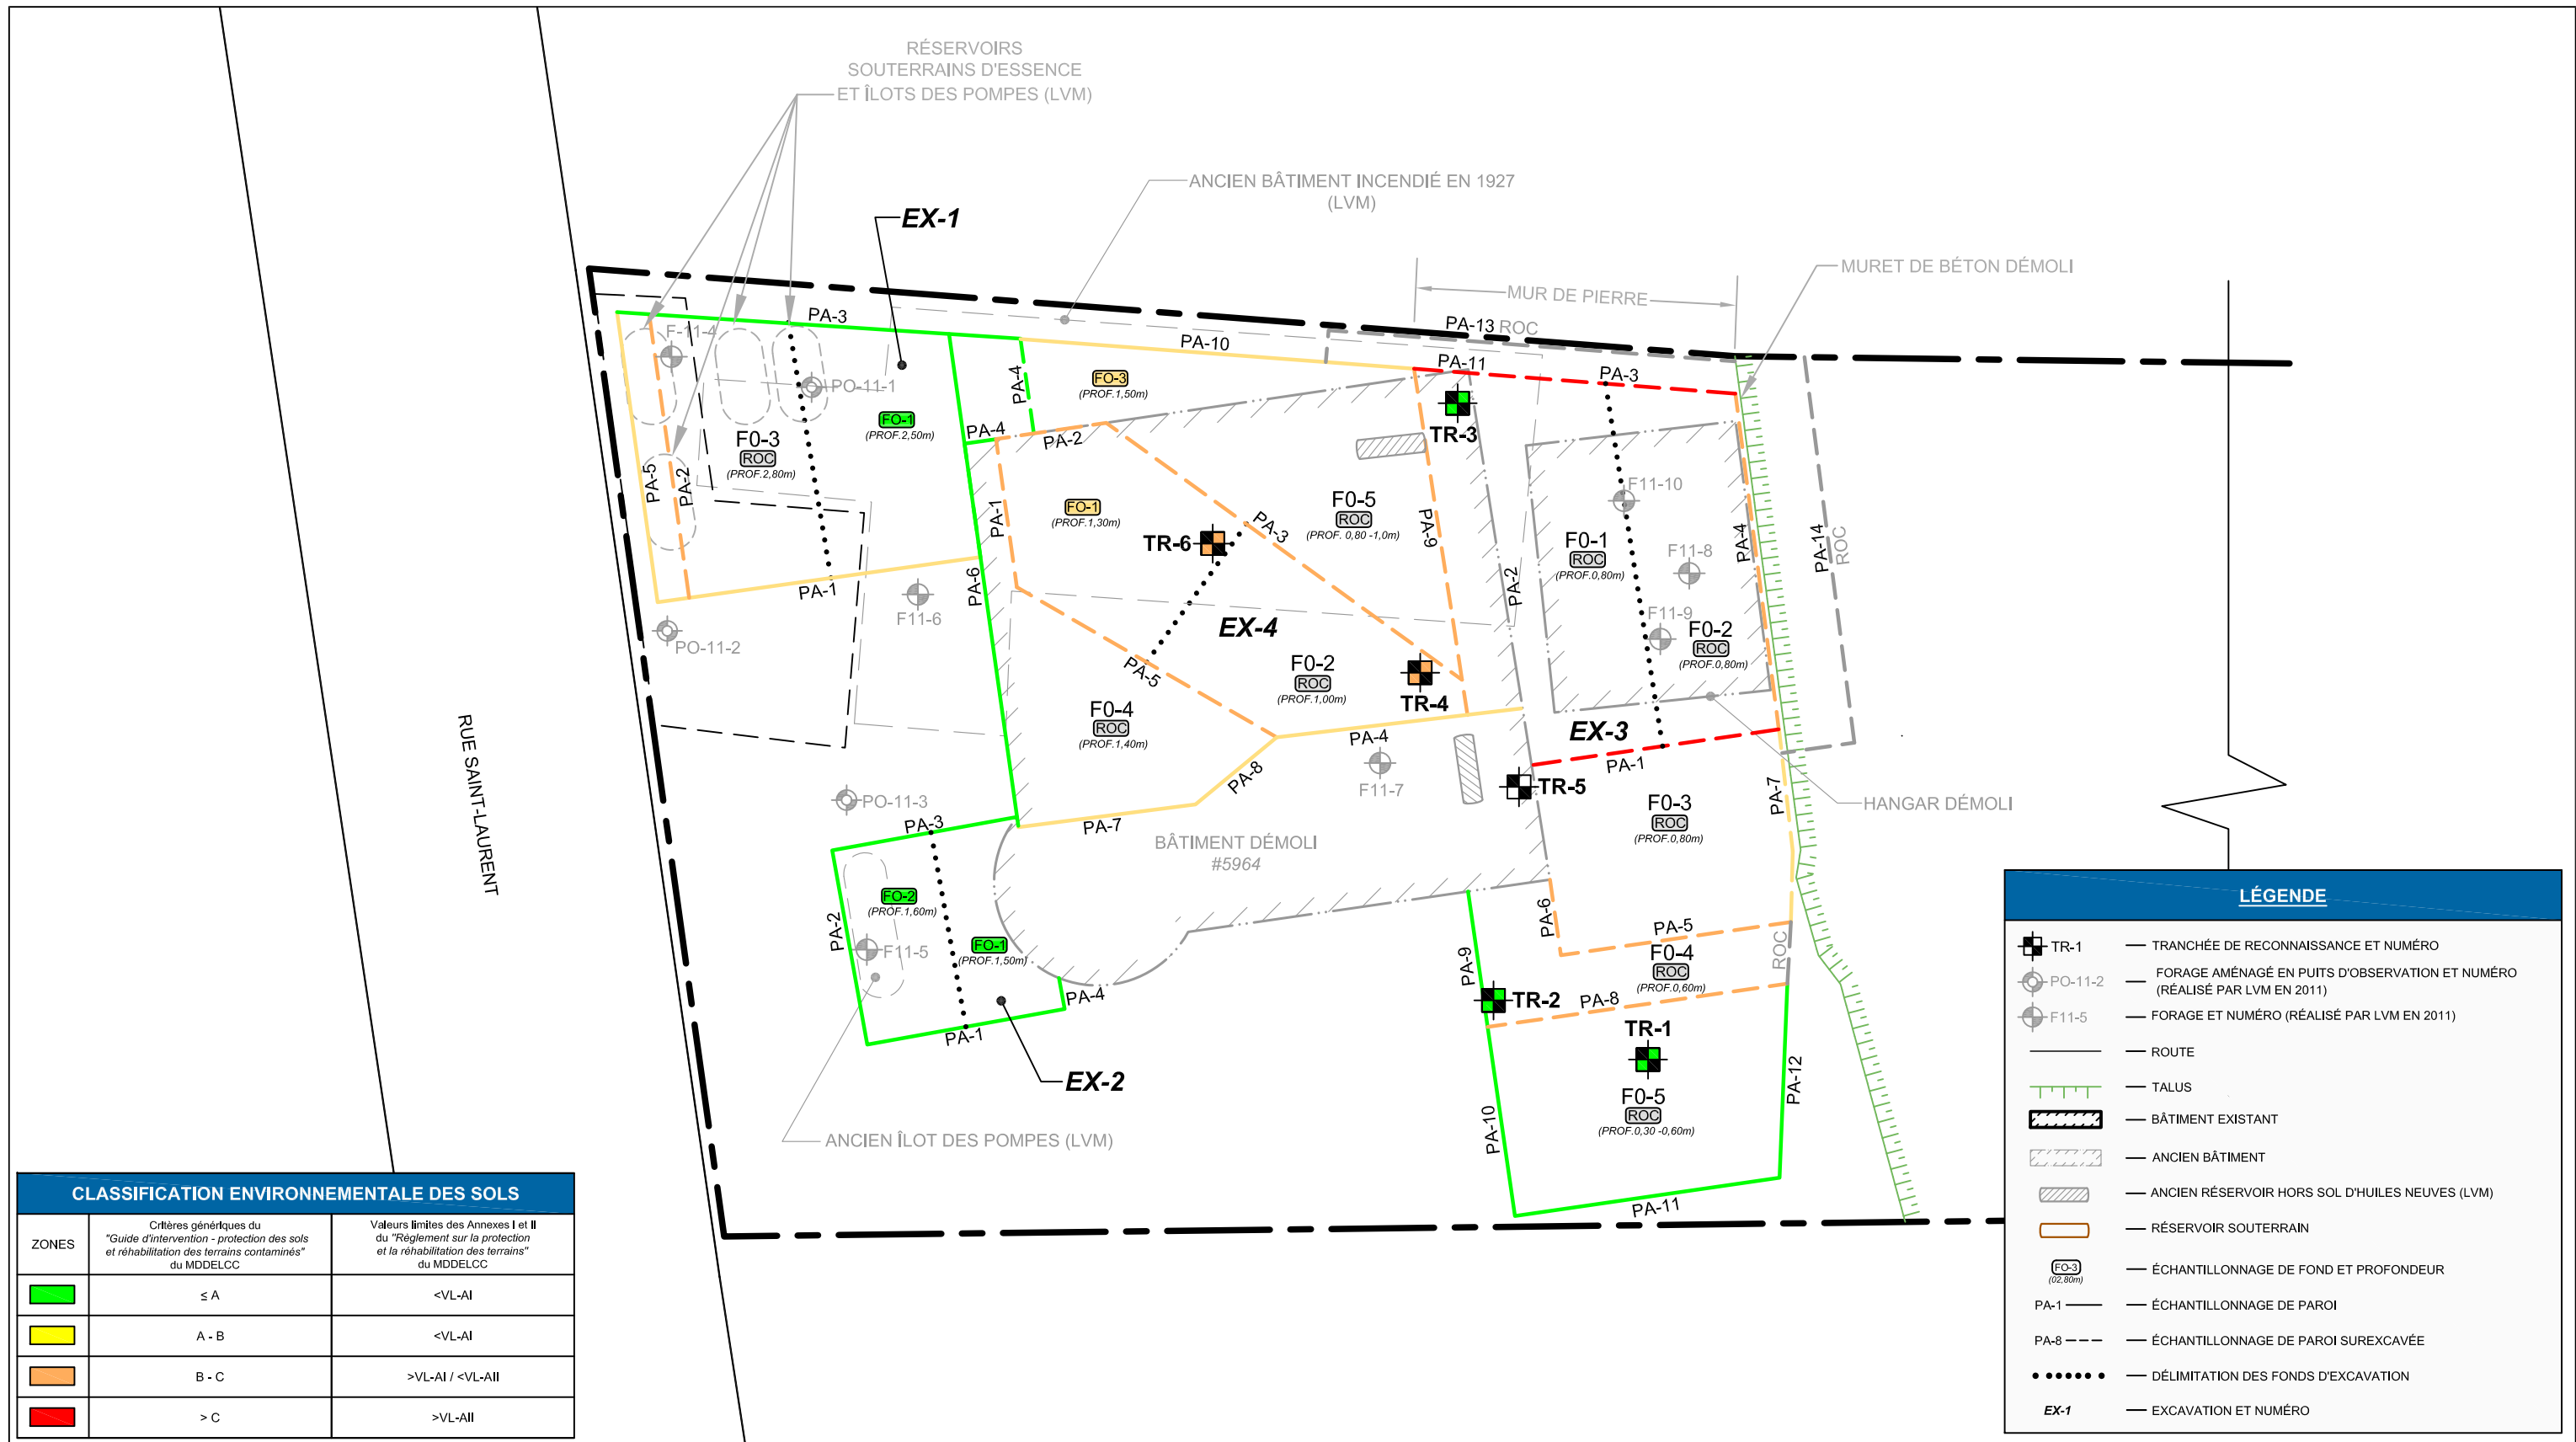 RÉSERVOIRS
SOUTERRAINS D'ESSENCE
ET ÎLOTS DES POMPES (LVM)
ANCIEN BÂTIMENT INCENDIÉ EN 1927
(LVM)
EX-1
MURET DE BÉTON DÉMOLI
MUR DE PIERRE
PA-3
PA-13
ROC
F-11-4
PA-10
PA-11
PA-3
PO-11-1
PA-4
FO-3
(PROF.1,50m)
FO-1
(PROF.2,50m)
F0-3
ROC
(PROF.2,80m)
PA-4
PA-2
TR-3
PA-5
PA-2
PA-1
FO-1
(PROF.1,30m)
F0-5
ROC
(PROF. 0,80 -1,0m)
F11-10
PA-3
PA-9
TR-6
F0-1
ROC
(PROF.0,80m)
F11-8
PA-4
PA-14
ROC
PA-1
PA-6
F11-6
PA-2
F11-9
PO-11-2
EX-4
F0-2
ROC
(PROF.0,80m)
PA-5
F0-2
ROC
(PROF.1,00m)
TR-4
F0-4
ROC
(PROF.1,40m)
EX-3
PA-4
PA-1
F11-7
PA-8
TR-5
PA-7
RUE SAINT-LAURENT
PO-11-3
PA-3
PA-7
F0-3
ROC
(PROF.0,80m)
HANGAR DÉMOLI
BÂTIMENT DÉMOLI
#5964
FO-2
(PROF.1,60m)
PA-2
F11-5
FO-1
(PROF.1,50m)
PA-6
PA-5
PA-9
F0-4
ROC
(PROF.0,60m)
ROC
PA-4
PA-8
TR-2
PA-1
TR-1
EX-2
F0-5
ROC
(PROF.0,30 -0,60m)
PA-12
PA-10
ANCIEN ÎLOT DES POMPES (LVM)
PA-11
CLASSIFICATION ENVIRONNEMENTALE DES SOLS
ZONES
Critères génériques du
"Guide d'intervention - protection des sols
et réhabilitation des terrains contaminés"
du MDDELCC
Valeurs limites des Annexes I et II
du "Règlement sur la protection
et la réhabilitation des terrains"
du MDDELCC
≤ A
<VL-AI
A - B
<VL-AI
B - C
>VL-AI / <VL-AII
> C
>VL-AII
LÉGENDE
TR-1 TRANCHÉE DE RECONNAISSANCE ET NUMÉRO
PO-11-2 FORAGE AMÉNAGÉ EN PUITS D'OBSERVATION ET NUMÉRO
(RÉALISÉ PAR LVM EN 2011)
F11-5 FORAGE ET NUMÉRO (RÉALISÉ PAR LVM EN 2011)
ROUTE
TALUS
BÂTIMENT EXISTANT
ANCIEN BÂTIMENT
ANCIEN RÉSERVOIR HORS SOL D'HUILES NEUVES (LVM)
RÉSERVOIR SOUTERRAIN
FO-3
(02,80m)
ÉCHANTILLONNAGE DE FOND ET PROFONDEUR
PA-1 ÉCHANTILLONNAGE DE PAROI
PA-8 ÉCHANTILLONNAGE DE PAROI SUREXCAVÉE
DÉLIMITATION DES FONDS D'EXCAVATION
EX-1 EXCAVATION ET NUMÉRO